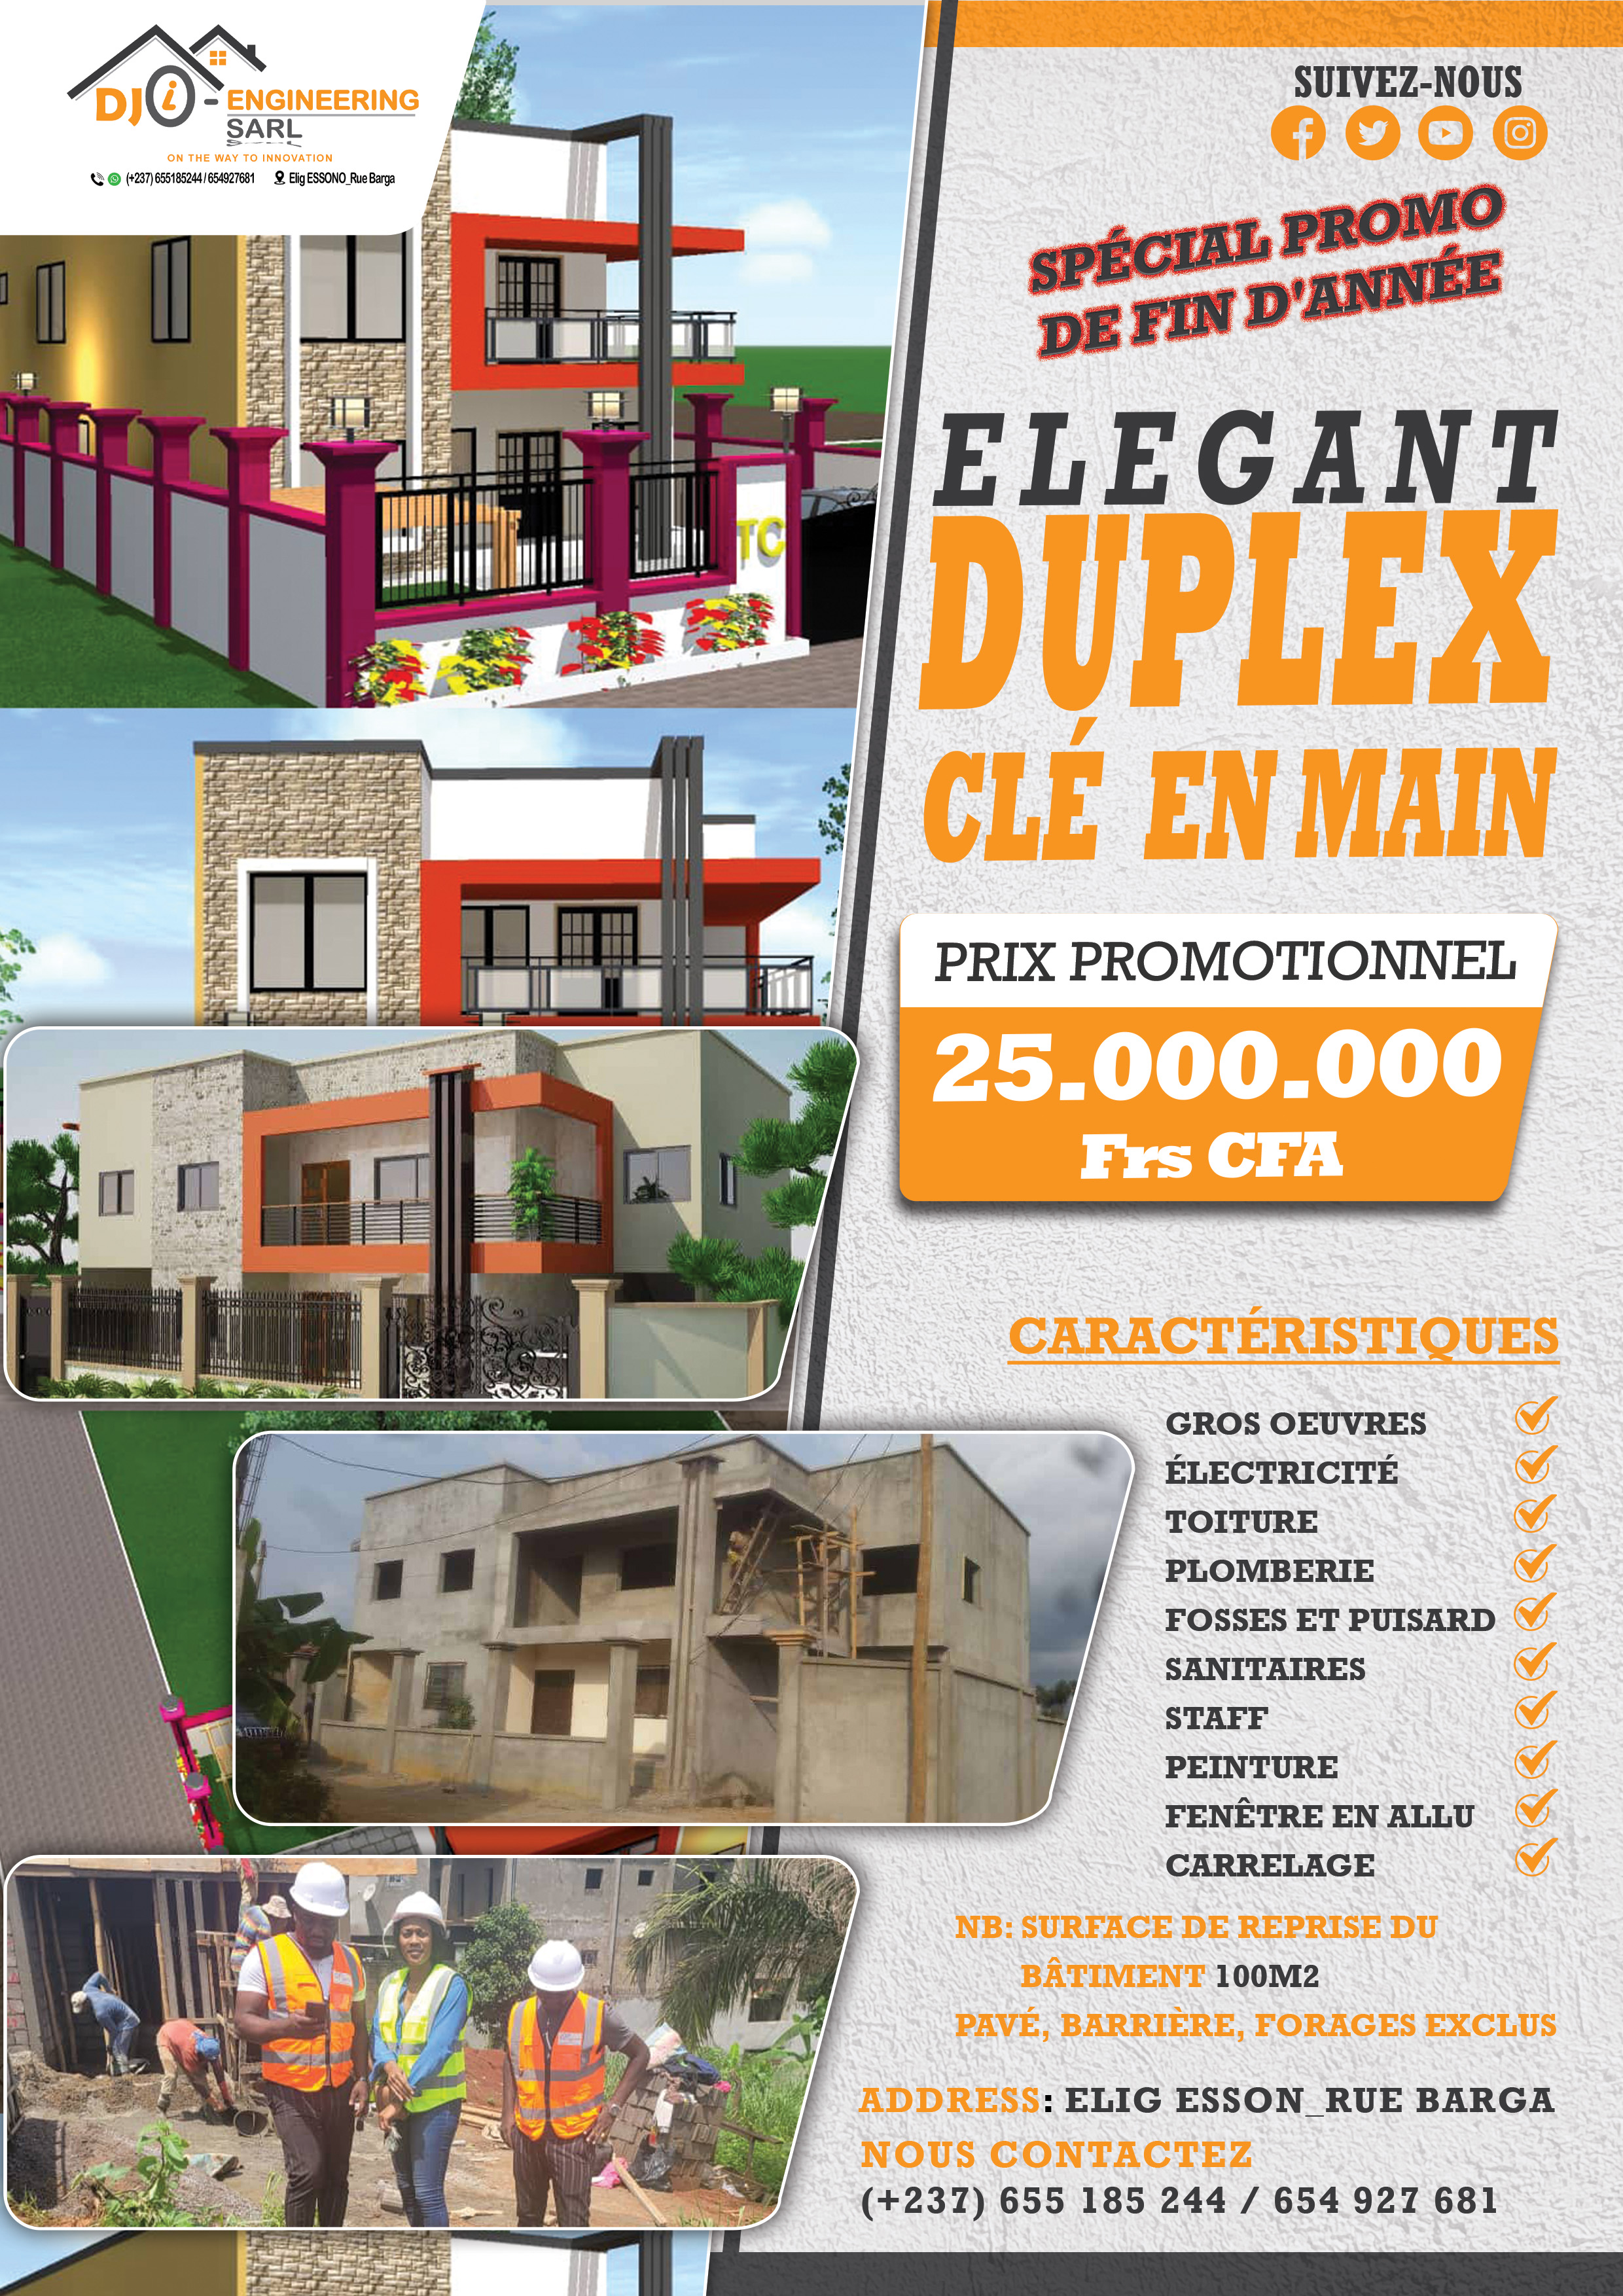 DJ i - ENGINEERING
SARL
ON THE WAY TO INNOVATION
(+237) 655185244 / 654927681 Elig ESSONO_Rue Barga
SUIVEZ-NOUS
SPÉCIAL PROMO
DE FIN D'ANNÉE
ELEGANT
DUPLEX
CLÉ EN MAIN
PRIX PROMOTIONNEL
25.000.000
Frs CFA
TC
CARACTÉRISTIQUES
GROS OEUVRES
ÉLECTRICITÉ
TOITURE
PLOMBERIE
FOSSES ET PUISARD
SANITAIRES
STAFF
PEINTURE
FENÊTRE EN ALLU
CARRELAGE
NB: SURFACE DE REPRISE DU
BÂTIMENT 100M2
PAVÉ, BARRIÈRE, FORAGES EXCLUS
ADDRESS: ELIG ESSON_RUE BARGA
NOUS CONTACTEZ
(+237) 655 185 244 / 654 927 681